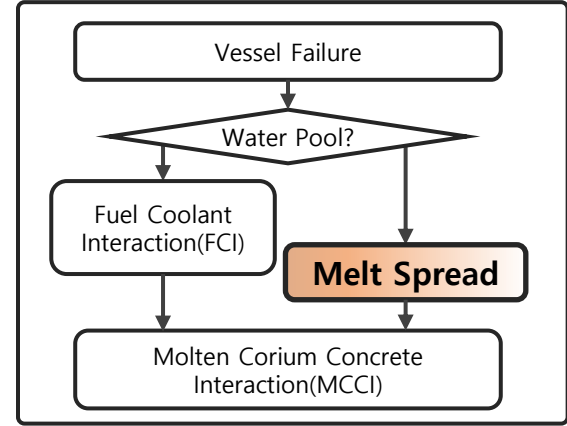 Vessel Failure
Water Pool?
Fuel Coolant
Interaction(FCI)
Melt Spread
Molten Corium Concrete
Interaction(MCCI)